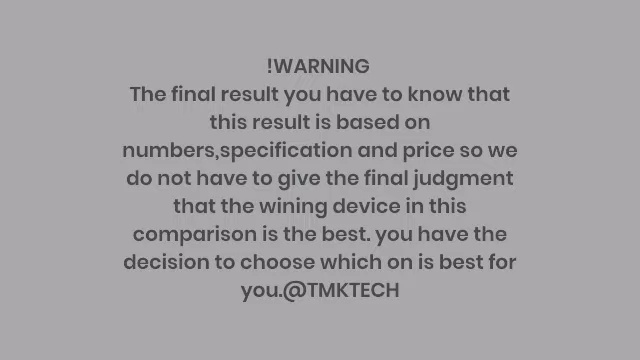 !WARNING
The final result you have to know that
this result is based on
numbers,specification and price so we
do not have to give the final judgment
that the wining device in this
comparison is the best. you have the
decision to choose which on is best for
you.@TMKTECH